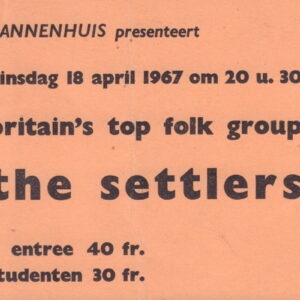 ANNENHUIS presenteert
insdag 18 april 1967 om 20 u. 30
britain's top folk group
the settlers
entree 40 fr.
tudenten 30 fr.